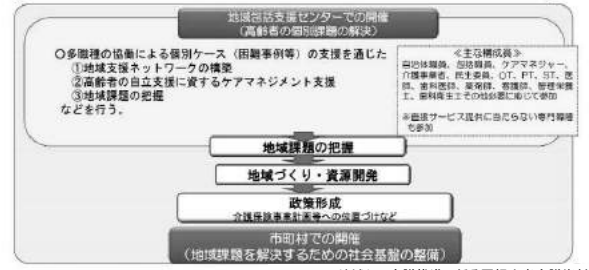 地域包括支援センターでの開催
(高齢者の個別課題の解決)
○多職種の協働による個別ケース(困難事例等)の支援を通じた
①地域支援ネットワークの構築
②高齢者の自立支援に資するケアマネジメント支援
③地域課題の把握
などを行う。
≪主な構成員≫
自治体職員、包括職員、ケアマネジャー、
介護事業者、民生委員、OT、PT、ST、医
師、歯科医師、薬剤師、看護師、管理栄養
士、歯科衛生士その他必要に応じて参加
※直接サービス提供に当たらない専門職種
も参加
地域課題の把握
地域づくり・資源開発
政策形成
介護保険事業計画等への位置づけなど
市町村での開催
(地域課題を解決するための社会基盤の整備)